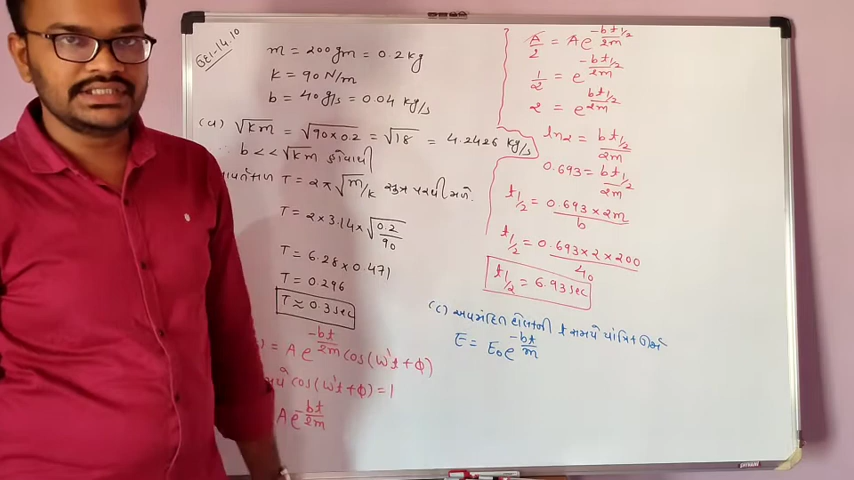 GEI-14.10
m = 200 gm = 0.2 kg
K = 90 N/m
b = 40 g/s = 0.04 kg/s
(a) √Km = √90×0.2 = √18 = 4.2426 kg/s
b << √Km હોવાથી
T = 2π√m/K સૂત્ર પરથી મળે.
T = 2×3.14×√0.2/90
T = 6.28×0.471
T = 0.296
T ≈ 0.3 sec
) = A e^-bt/2m cos(ω't+φ)
cos(ω't+φ) = 1
A e^-bt/2m
A/2 = A e^-bt1/2/2m
1/2 = e^-bt1/2/2m
2 = e^bt1/2/2m
ln2 = bt1/2/2m
0.693 = bt1/2/2m
t1/2 = 0.693×2m/b
t1/2 = 0.693×2×200/40
t1/2 = 6.93 sec
(c) અવમંદિત દોલનની t સમયે યાંત્રિક ઊર્જા
E = E₀e^-bt/m